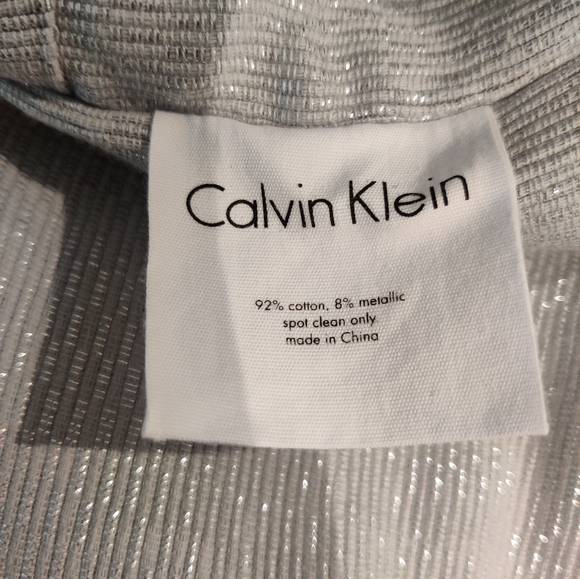 Calvin Klein
92% cotton, 8% metallic
spot clean only
made in China